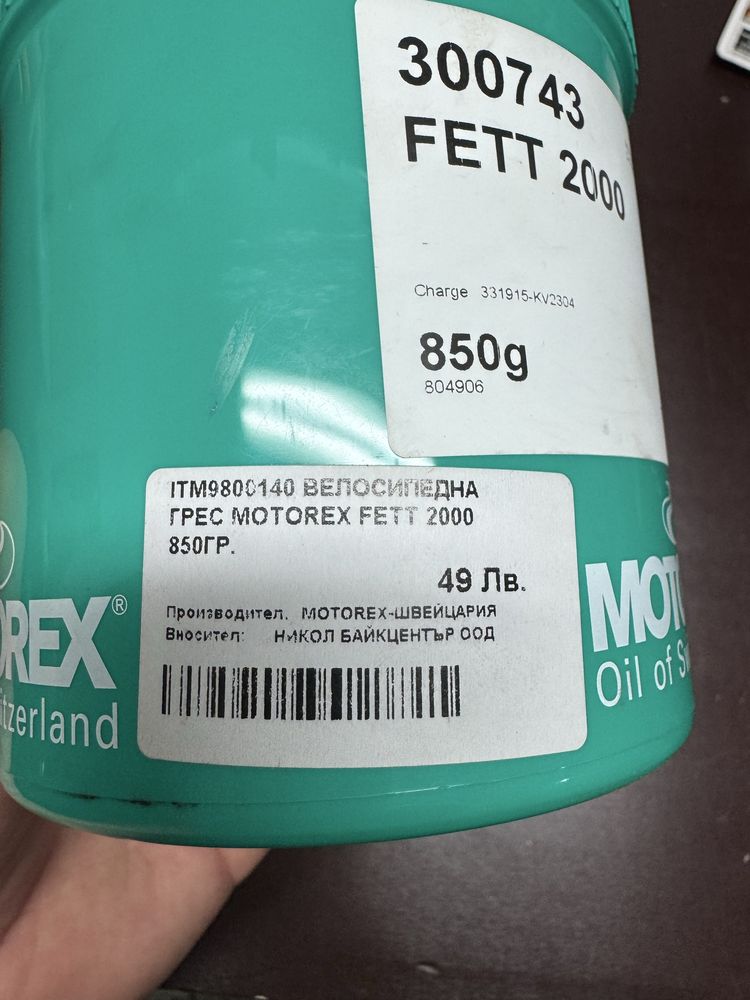 300743
FETT 2000
Charge 331915-KV2304
850g
804906
ITM9800140 ВЕЛОСИПЕДНА
ГРЕС MOTOREX FETT 2000
850ГР.
49 Лв.
Производител: MOTOREX-ШВЕЙЦАРИЯ
Вносител: НИКОЛ БАЙКЦЕНТЪР ООД
OREX®
itzerland
MOTO
Oil of S